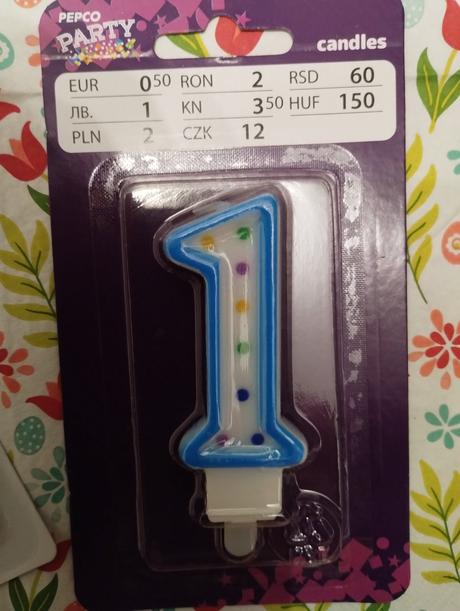 PEPCO
PARTY
candles
EUR 0 50 RON 2 RSD 60
ЛВ. 1 KN 3 50 HUF 150
PLN 2 CZK 12
1